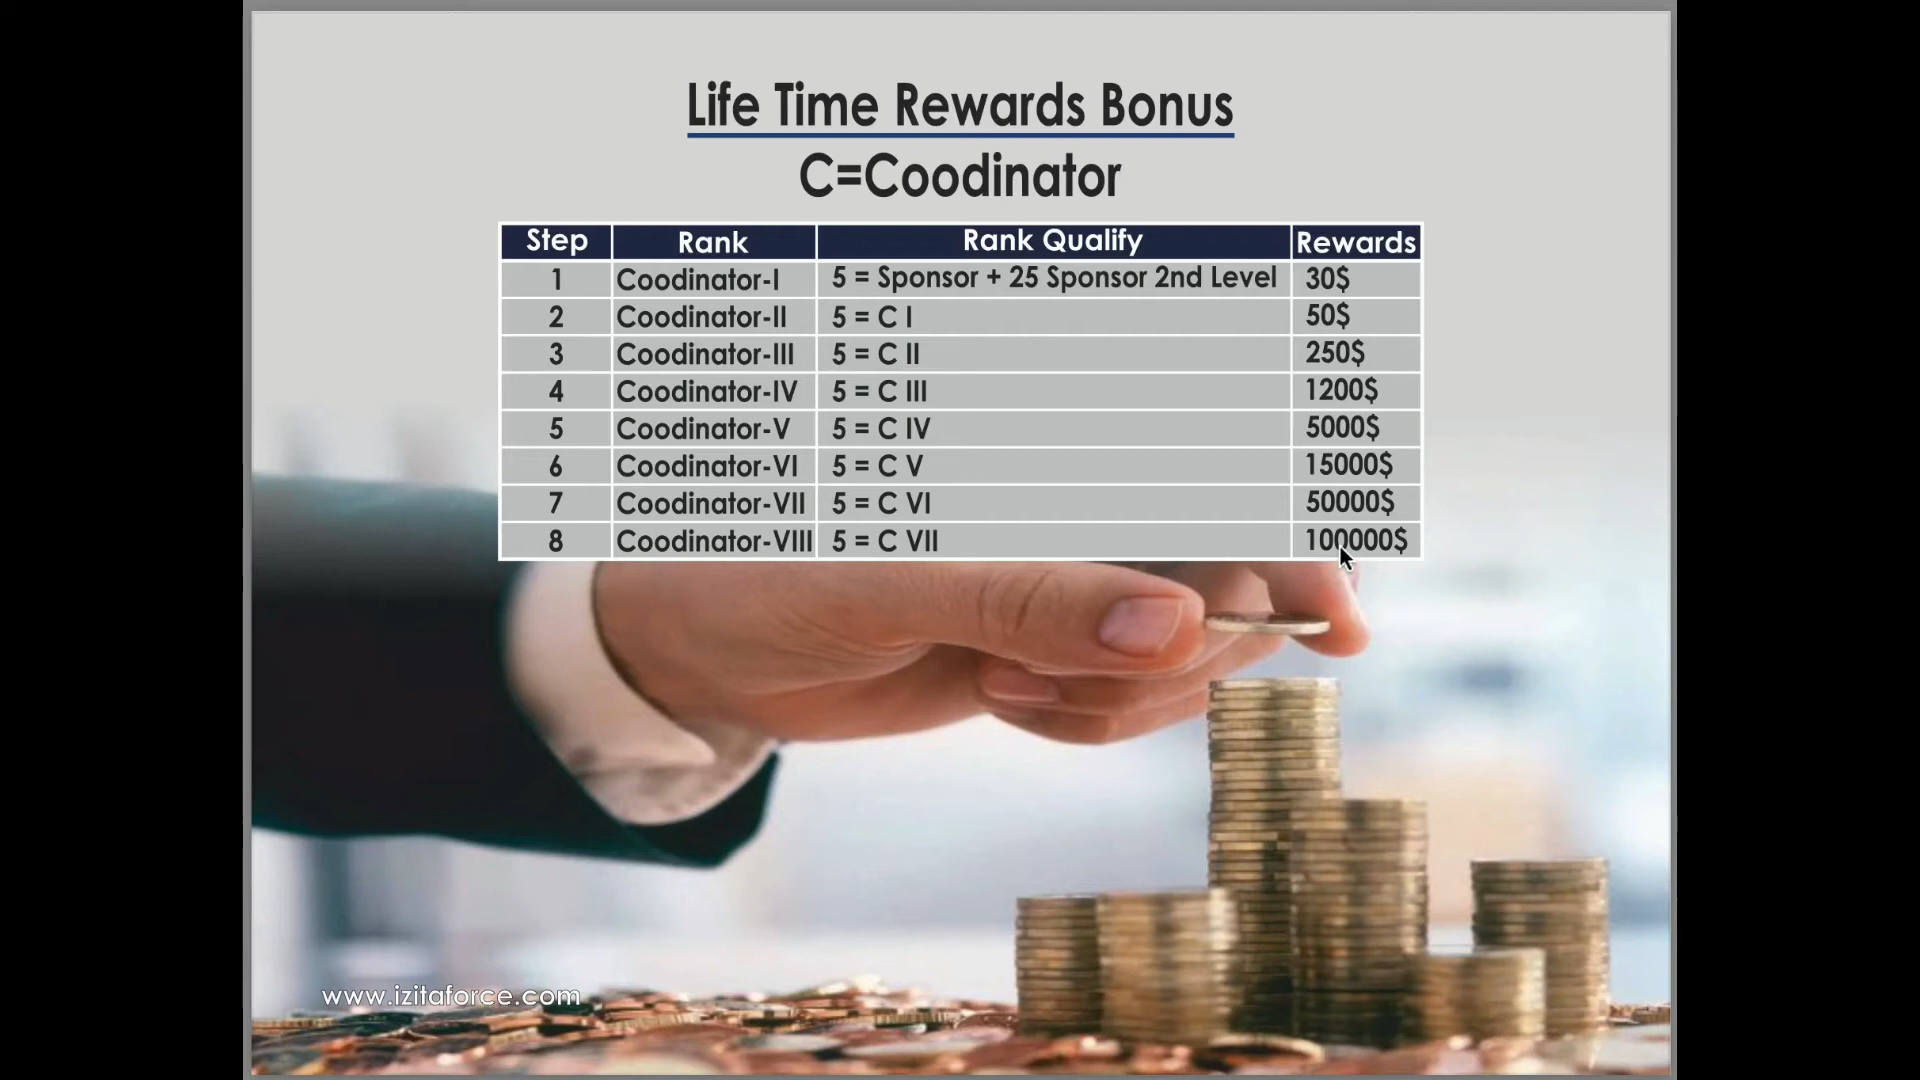 Life Time Rewards Bonus
C=Coodinator
Step Rank Rank Qualify Rewards
1 Coodinator-I 5 = Sponsor + 25 Sponsor 2nd Level 30$
2 Coodinator-II 5 = C I 50$
3 Coodinator-III 5 = C II 250$
4 Coodinator-IV 5 = C III 1200$
5 Coodinator-V 5 = C IV 5000$
6 Coodinator-VI 5 = C V 15000$
7 Coodinator-VII 5 = C VI 50000$
8 Coodinator-VIII 5 = C VII 100000$
www.izitaforce.com